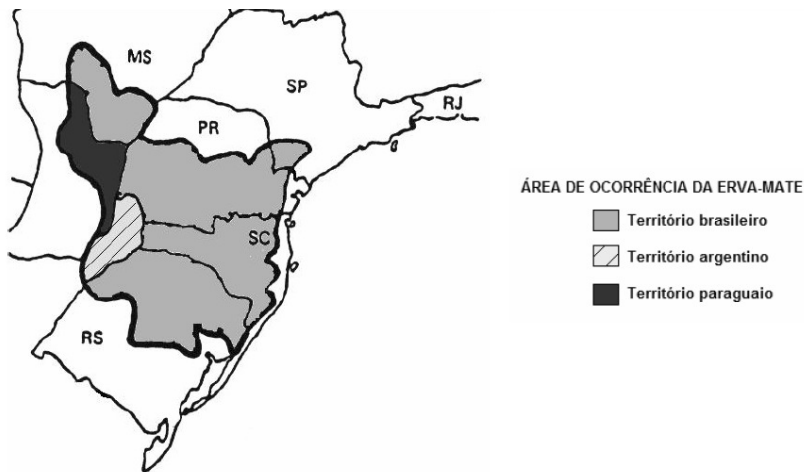 MS
SP
RJ
PR
SC
RS
ÁREA DE OCORRÊNCIA DA ERVA-MATE
Território brasileiro
Território argentino
Território paraguaio